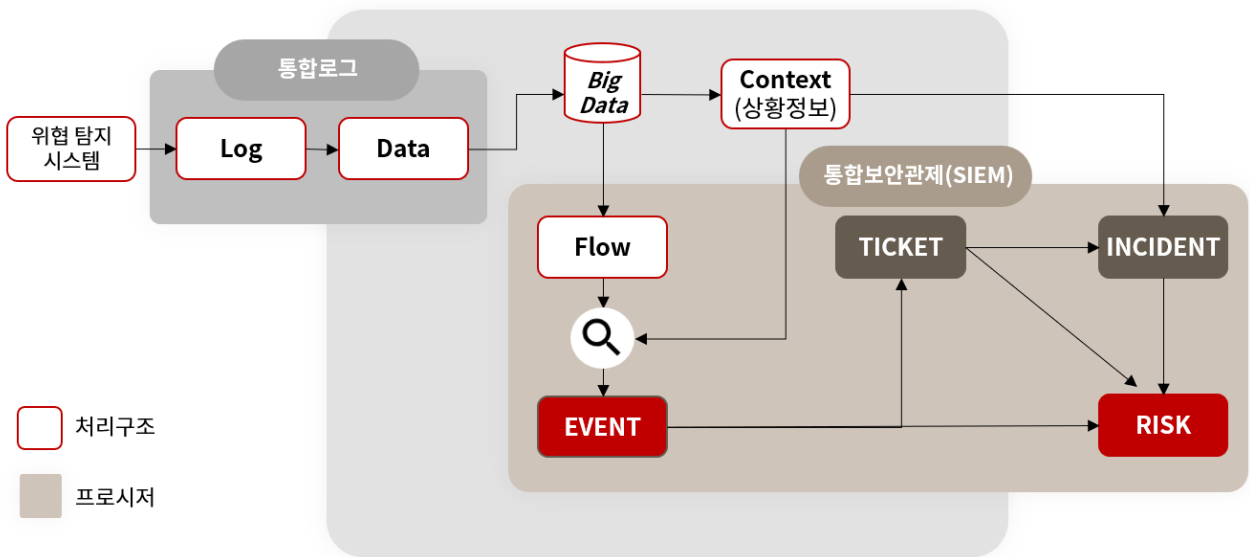 통합로그
위협 탐지
시스템
Log
Data
Big
Data
Context
(상황정보)
통합보안관제(SIEM)
Flow
TICKET
INCIDENT
EVENT
RISK
처리구조
프로시저